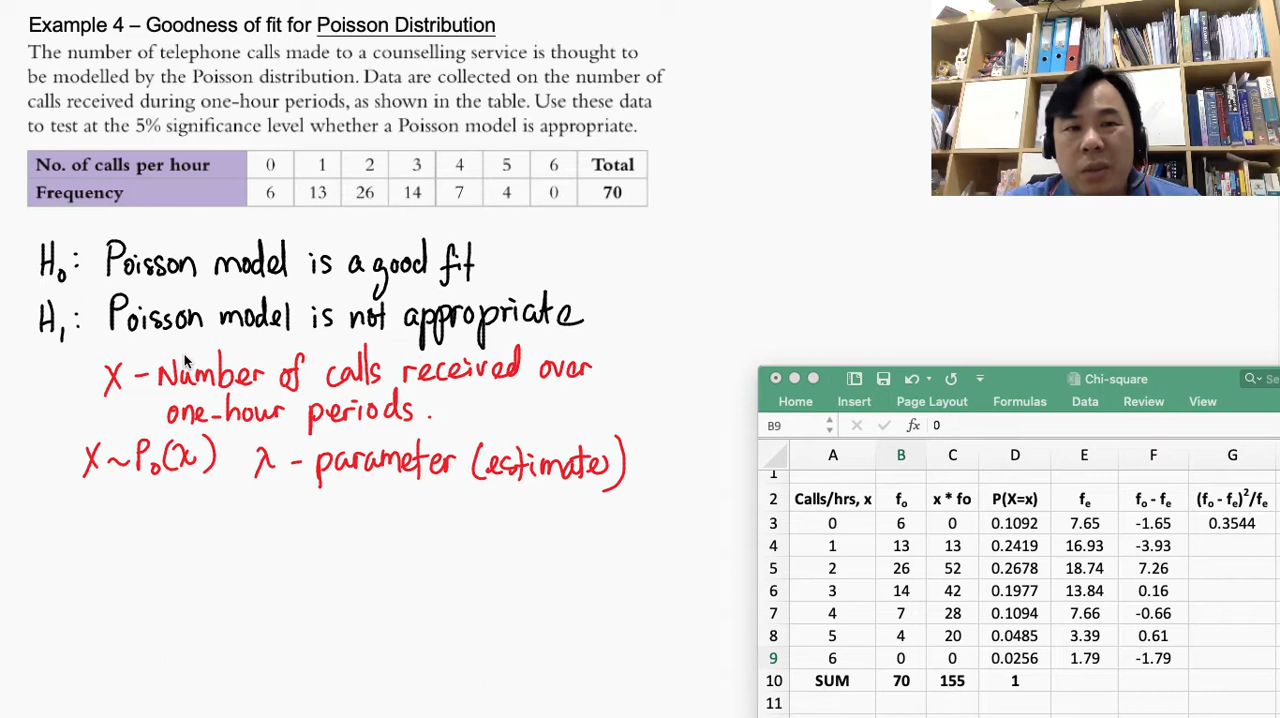 Example 4 – Goodness of fit for Poisson Distribution
The number of telephone calls made to a counselling service is thought to
be modelled by the Poisson distribution. Data are collected on the number of
calls received during one-hour periods, as shown in the table. Use these data
to test at the 5% significance level whether a Poisson model is appropriate.
No. of calls per hour 0 1 2 3 4 5 6 Total
Frequency 6 13 26 14 7 4 0 70
H₀: Poisson model is a good fit
H₁: Poisson model is not appropriate
X – Number of calls received over
one-hour periods.
X ~ P₀(λ) λ – parameter (estimates)
Chi-square
Se
Home Insert Page Layout Formulas Data Review View
B9 fx 0
A B C D E F G
1
2 Calls/hrs, x fₒ x * fo P(X=x) fₑ fₒ - fₑ (fₒ - fₑ)²/fₑ
3 0 6 0 0.1092 7.65 -1.65 0.3544
4 1 13 13 0.2419 16.93 -3.93
5 2 26 52 0.2678 18.74 7.26
6 3 14 42 0.1977 13.84 0.16
7 4 7 28 0.1094 7.66 -0.66
8 5 4 20 0.0485 3.39 0.61
9 6 0 0 0.0256 1.79 -1.79
10 SUM 70 155 1
11